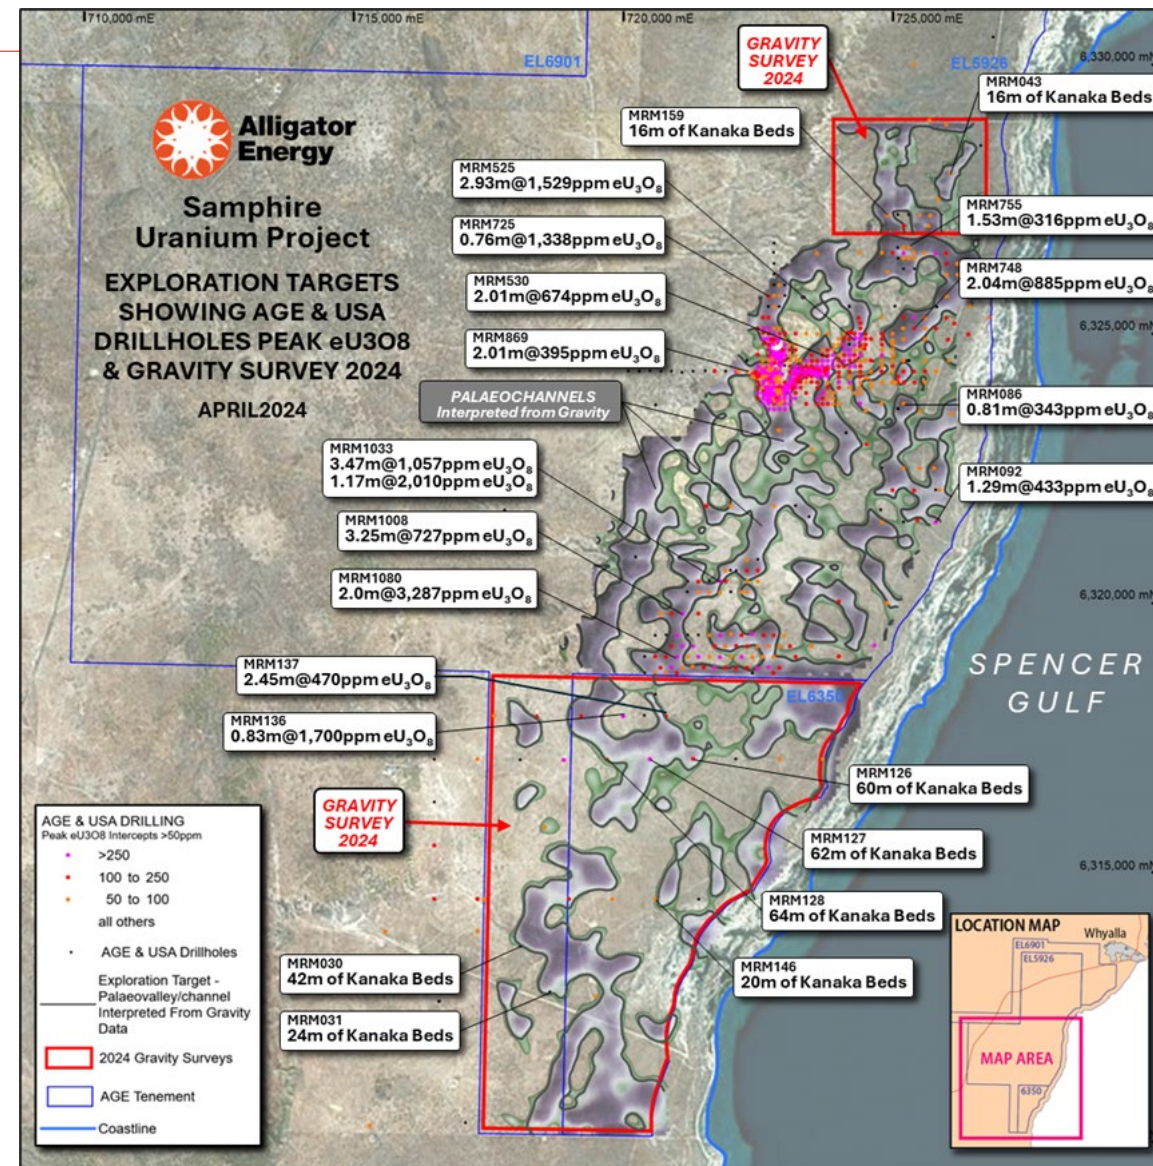 710,000 mE
715,000 mE
720,000 mE
725,000 mE
6,330,000 mN
6,325,000 mN
6,320,000 mN
6,315,000 mN
EL6901
EL5926
Alligator
Energy
Samphire
Uranium Project
EXPLORATION TARGETS
SHOWING AGE & USA
DRILLHOLES PEAK eU3O8
& GRAVITY SURVEY 2024
APRIL2024
GRAVITY
SURVEY
2024
MRM043
16m of Kanaka Beds
MRM159
16m of Kanaka Beds
MRM525
2.93m@1,529ppm eU₃O₈
MRM725
0.76m@1,338ppm eU₃O₈
MRM530
2.01m@674ppm eU₃O₈
MRM869
2.01m@395ppm eU₃O₈
MRM755
1.53m@316ppm eU₃O₈
MRM748
2.04m@885ppm eU₃O₈
PALAEOCHANNELS
Interpreted from Gravity
MRM086
0.81m@343ppm eU₃O₈
MRM092
1.29m@433ppm eU₃O₈
MRM1033
3.47m@1,057ppm eU₃O₈
1.17m@2,010ppm eU₃O₈
MRM1008
3.25m@727ppm eU₃O₈
MRM1080
2.0m@3,287ppm eU₃O₈
SPENCER
GULF
MRM137
2.45m@470ppm eU₃O₈
MRM136
0.83m@1,700ppm eU₃O₈
EL6350
GRAVITY
SURVEY
2024
MRM126
60m of Kanaka Beds
MRM127
62m of Kanaka Beds
MRM128
64m of Kanaka Beds
MRM146
20m of Kanaka Beds
MRM030
42m of Kanaka Beds
MRM031
24m of Kanaka Beds
AGE & USA DRILLING
Peak eU3O8 Intercepts >50ppm
>250
100 to 250
50 to 100
all others
AGE & USA Drillholes
Exploration Target -
Palaeovalley/channel
Interpreted From Gravity
Data
2024 Gravity Surveys
AGE Tenement
Coastline
LOCATION MAP
Whyalla
EL6901
EL5926
MAP AREA
6350